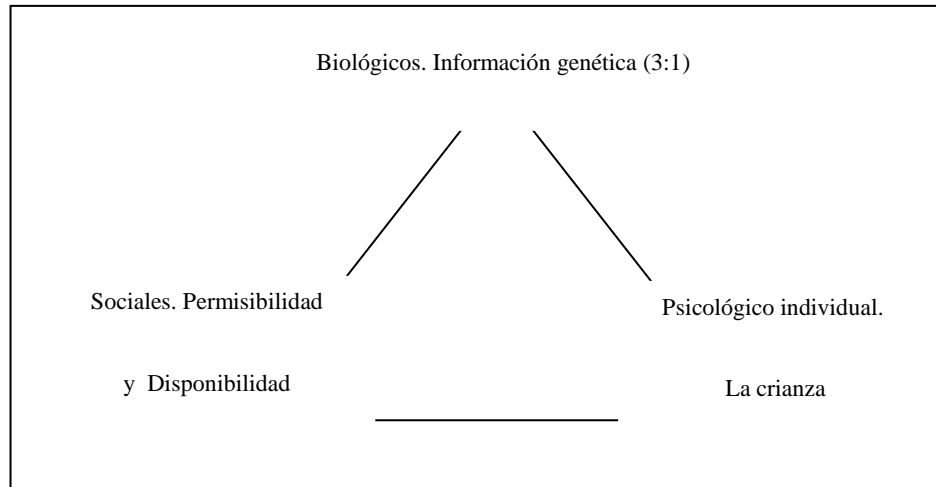 Biológicos. Información genética (3:1)
Sociales. Permisibilidad
y Disponibilidad
Psicológico individual.
La crianza